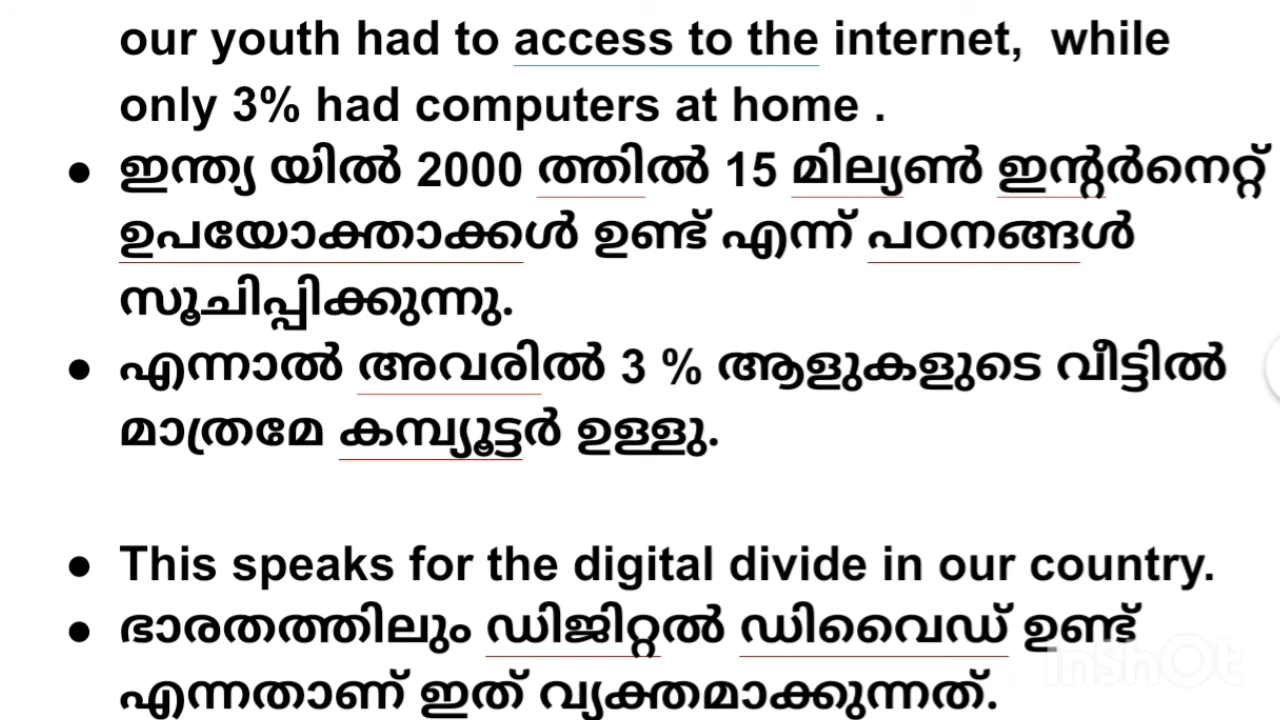 our youth had to access to the internet,  while
only 3% had computers at home .
● ഇന്ത്യ യിൽ 2000 ത്തിൽ 15 മില്യൺ ഇന്റർനെറ്റ്
ഉപയോക്താക്കൾ ഉണ്ട് എന്ന് പഠനങ്ങൾ
സൂചിപ്പിക്കുന്നു.
● എന്നാൽ അവരിൽ 3 % ആളുകളുടെ വീട്ടിൽ
മാത്രമേ കമ്പ്യൂട്ടർ ഉള്ളു.
● This speaks for the digital divide in our country.
● ഭാരതത്തിലും ഡിജിറ്റൽ ഡിവൈഡ് ഉണ്ട്
എന്നതാണ് ഇത് വ്യക്തമാക്കുന്നത്.
InShOt